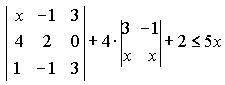 | x -1 3 |
| 4 2 0 | + 4 · | 3 -1 | + 2 ≤ 5x
| 1 -1 3 | | x x |